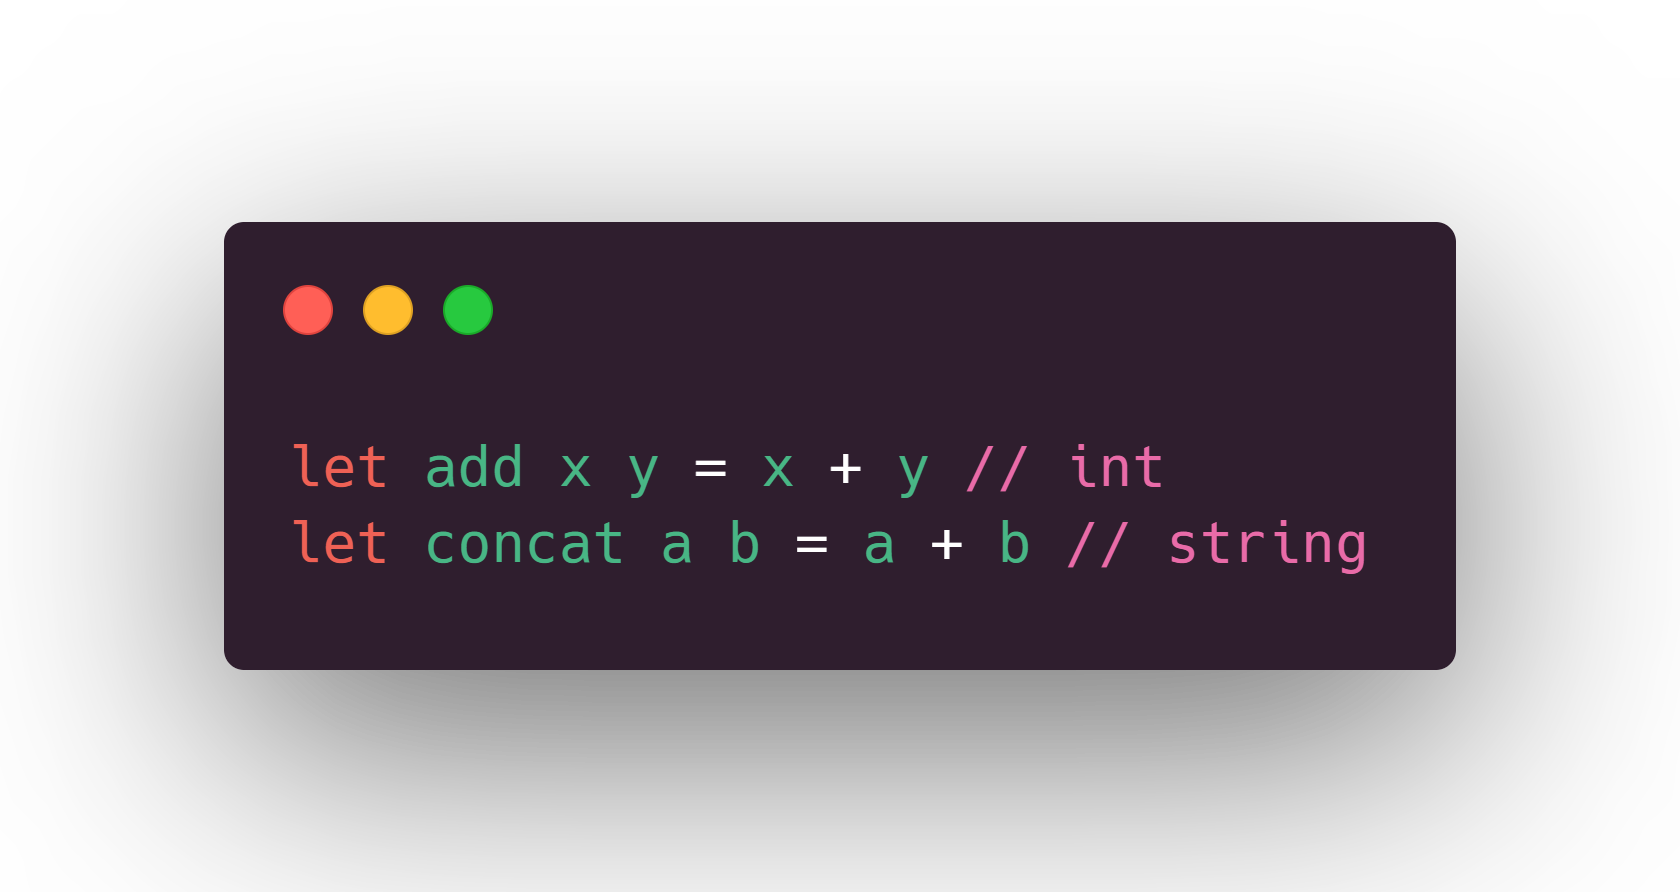 let add x y = x + y // int
let concat a b = a + b // string